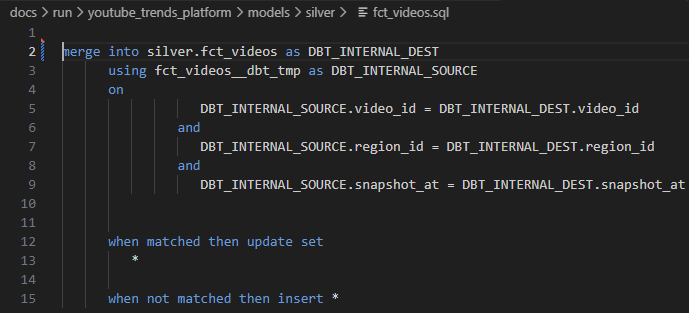 docs > run > youtube_trends_platform > models > silver > fct_videos.sql
1
2 merge into silver.fct_videos as DBT_INTERNAL_DEST
3 using fct_videos__dbt_tmp as DBT_INTERNAL_SOURCE
4 on
5 DBT_INTERNAL_SOURCE.video_id = DBT_INTERNAL_DEST.video_id
6 and
7 DBT_INTERNAL_SOURCE.region_id = DBT_INTERNAL_DEST.region_id
8 and
9 DBT_INTERNAL_SOURCE.snapshot_at = DBT_INTERNAL_DEST.snapshot_at
10
11
12 when matched then update set
13 *
14
15 when not matched then insert *